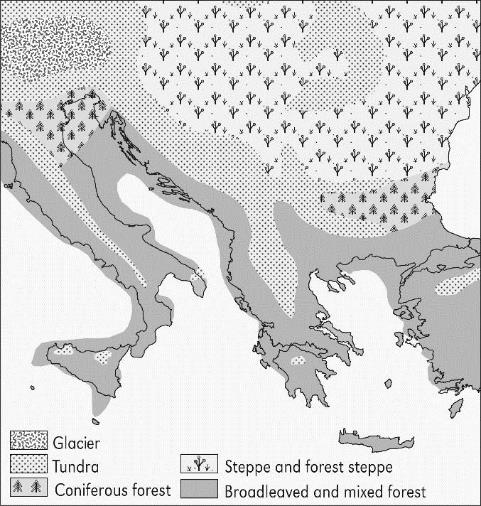 Glacier
Tundra
Coniferous forest
Steppe and forest steppe
Broadleaved and mixed forest